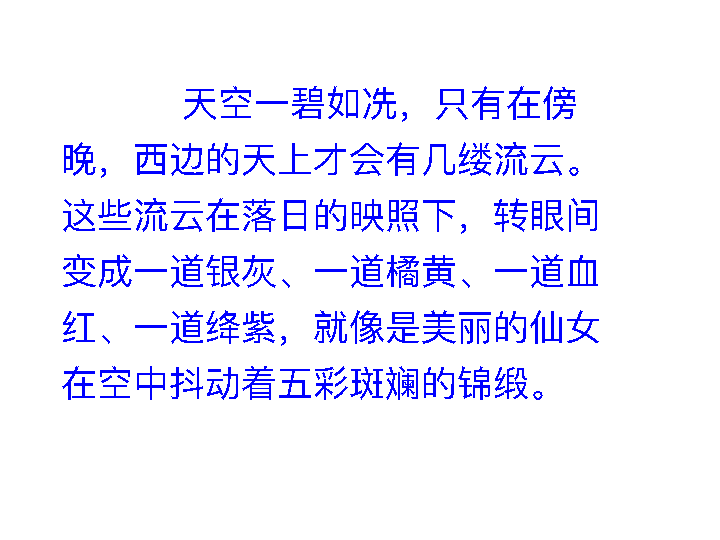 天空一碧如冼，只有在傍
晚，西边的天上才会有几缕流云。
这些流云在落日的映照下，转眼间
变成一道银灰、一道橘黄、一道血
红、一道绛紫，就像是美丽的仙女
在空中抖动着五彩斑斓的锦缎。